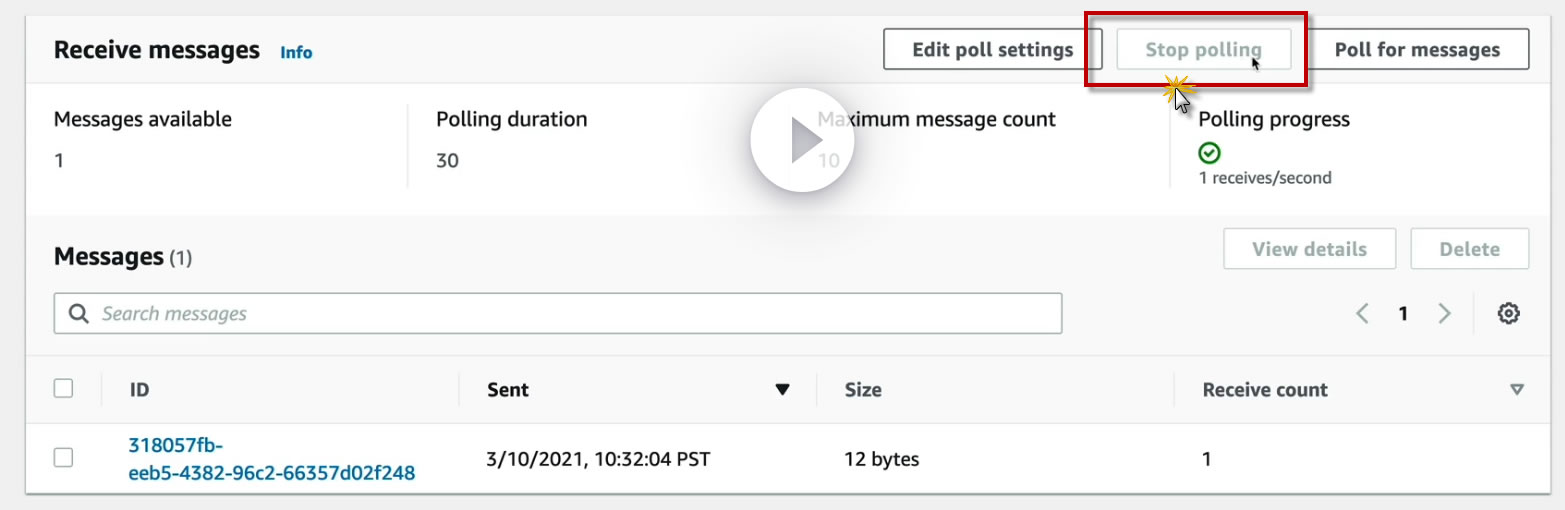 Receive messages Info Edit poll settings Stop polling Poll for messages
Messages available Polling duration Maximum message count Polling progress
1 30 10
1 receives/second
Messages (1) View details Delete
Search messages 1
ID Sent Size Receive count
318057fb-
eeb5-4382-96c2-66357d02f248 3/10/2021, 10:32:04 PST 12 bytes 1